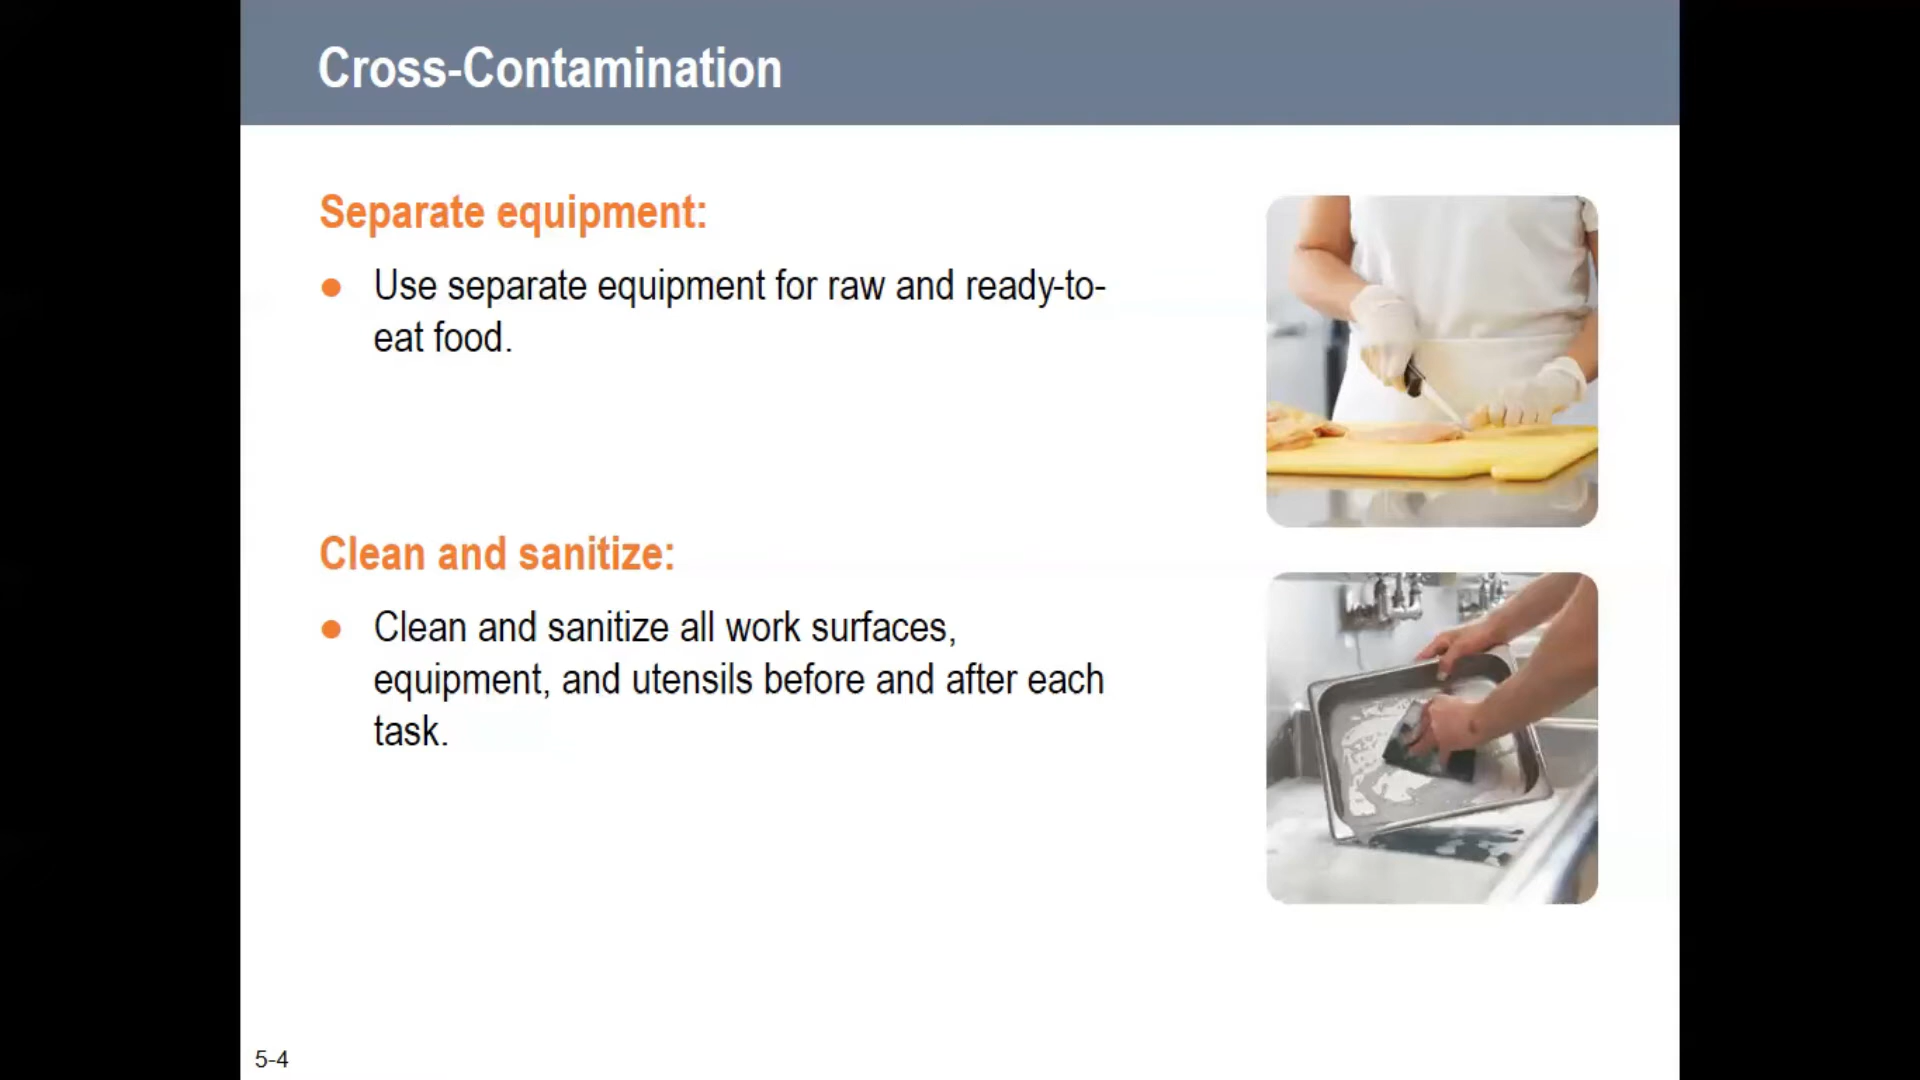 Cross-Contamination
Separate equipment:
Use separate equipment for raw and ready-to-
eat food.
Clean and sanitize:
Clean and sanitize all work surfaces,
equipment, and utensils before and after each
task.
5-4